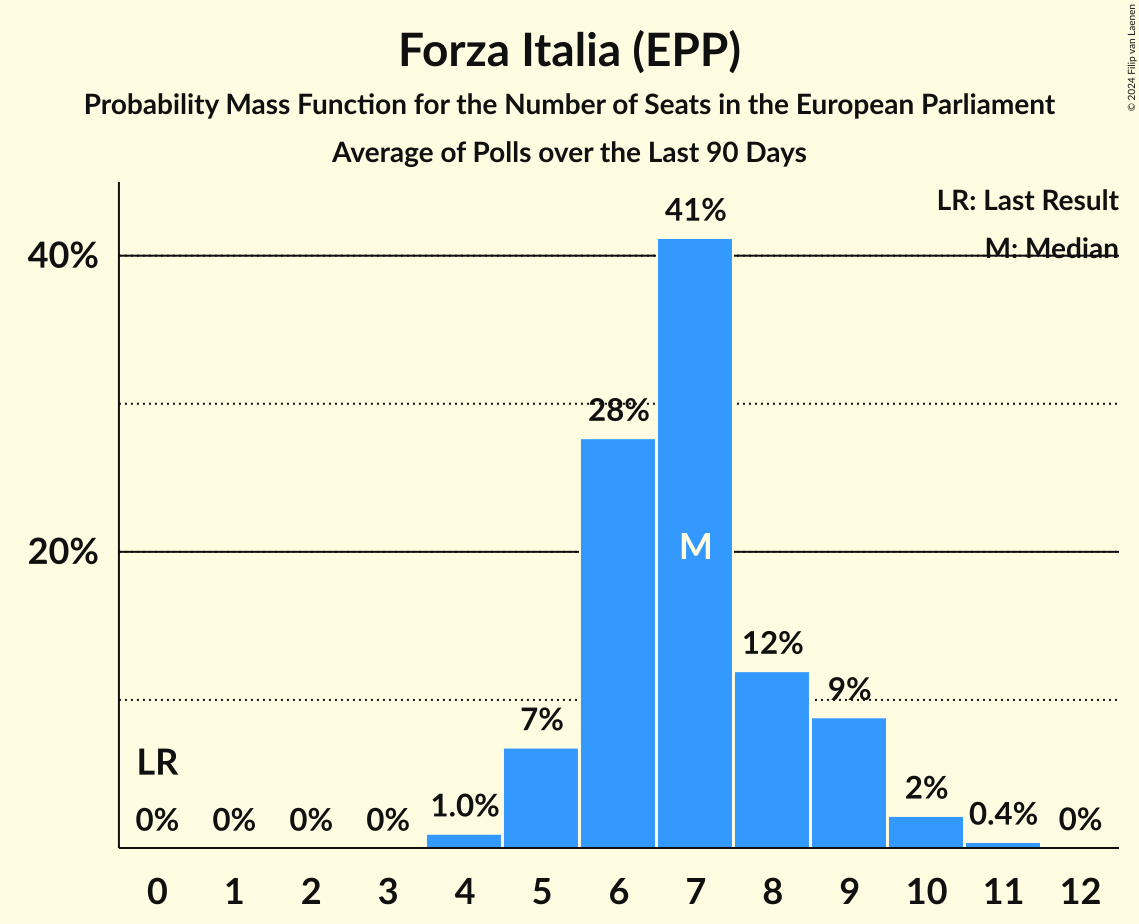 Forza Italia (EPP)
Probability Mass Function for the Number of Seats in the European Parliament
Average of Polls over the Last 90 Days
© 2024 Filip van Laenen
LR: Last Result
M: Median
40%
20%
41%
28%
M
12%
9%
7%
LR
0%
0%
0%
0%
1.0%
2%
0.4%
0%
0 1 2 3 4 5 6 7 8 9 10 11 12